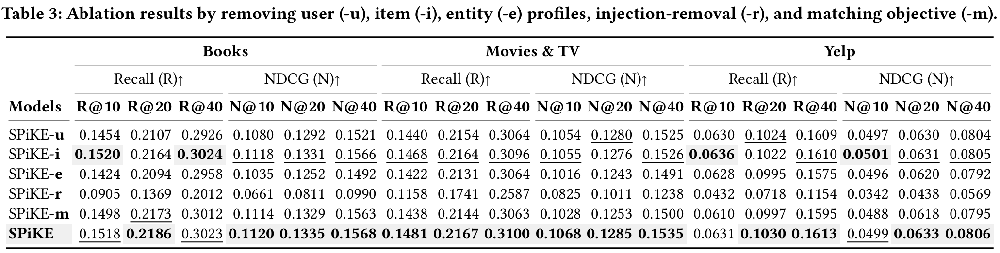 Table 3: Ablation results by removing user (-u), item (-i), entity (-e) profiles, injection-removal (-r), and matching objective (-m).
Books Movies & TV Yelp
Recall (R)↑ NDCG (N)↑ Recall (R)↑ NDCG (N)↑ Recall (R)↑ NDCG (N)↑
Models R@10 R@20 R@40 N@10 N@20 N@40 R@10 R@20 R@40 N@10 N@20 N@40 R@10 R@20 R@40 N@10 N@20 N@40
SPiKE-u 0.1454 0.2107 0.2926 0.1080 0.1292 0.1521 0.1440 0.2154 0.3064 0.1054 0.1280 0.1525 0.0630 0.1024 0.1609 0.0497 0.0630 0.0804
SPiKE-i 0.1520 0.2164 0.3024 0.1118 0.1331 0.1566 0.1468 0.2164 0.3096 0.1055 0.1276 0.1526 0.0636 0.1022 0.1610 0.0501 0.0631 0.0805
SPiKE-e 0.1424 0.2094 0.2958 0.1035 0.1252 0.1492 0.1422 0.2131 0.3064 0.1016 0.1243 0.1491 0.0628 0.0995 0.1575 0.0496 0.0620 0.0792
SPiKE-r 0.0905 0.1369 0.2012 0.0661 0.0811 0.0990 0.1158 0.1741 0.2587 0.0825 0.1011 0.1238 0.0432 0.0718 0.1154 0.0342 0.0438 0.0569
SPiKE-m 0.1498 0.2173 0.3012 0.1114 0.1329 0.1563 0.1438 0.2144 0.3063 0.1028 0.1253 0.1500 0.0610 0.0997 0.1595 0.0488 0.0618 0.0795
SPiKE 0.1518 0.2186 0.3023 0.1120 0.1335 0.1568 0.1481 0.2167 0.3100 0.1068 0.1285 0.1535 0.0631 0.1030 0.1613 0.0499 0.0633 0.0806